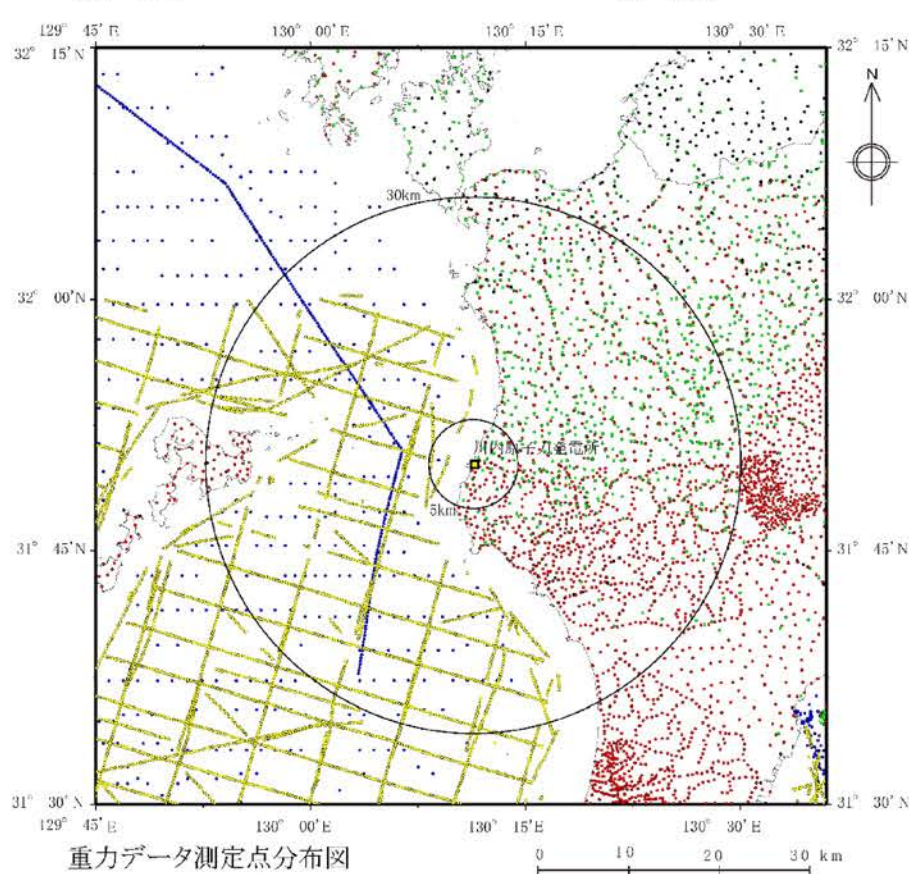 129° 45' E 130° 00' E 130° 15' E 130° 30' E
32° 15' N 32° 15' N
N
30km
32° 00' N 32° 00' N
川内原子力発電所
5km
31° 45' N 31° 45' N
31° 30' N 31° 30' N
129° 45' E 130° 00' E 130° 15' E 130° 30' E
重力データ測定点分布図
0 10 20 30 km